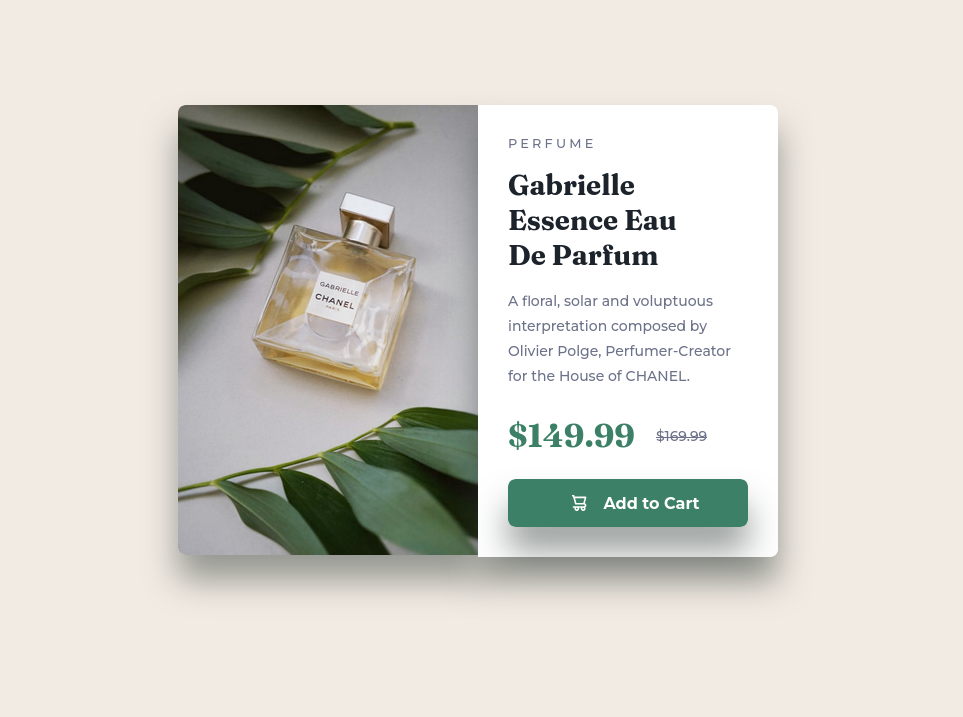 PERFUME
Gabrielle
Essence Eau
De Parfum
A floral, solar and voluptuous
interpretation composed by
Olivier Polge, Perfumer-Creator
for the House of CHANEL.
$149.99 $169.99
Add to Cart
GABRIELLE
CHANEL
PARIS